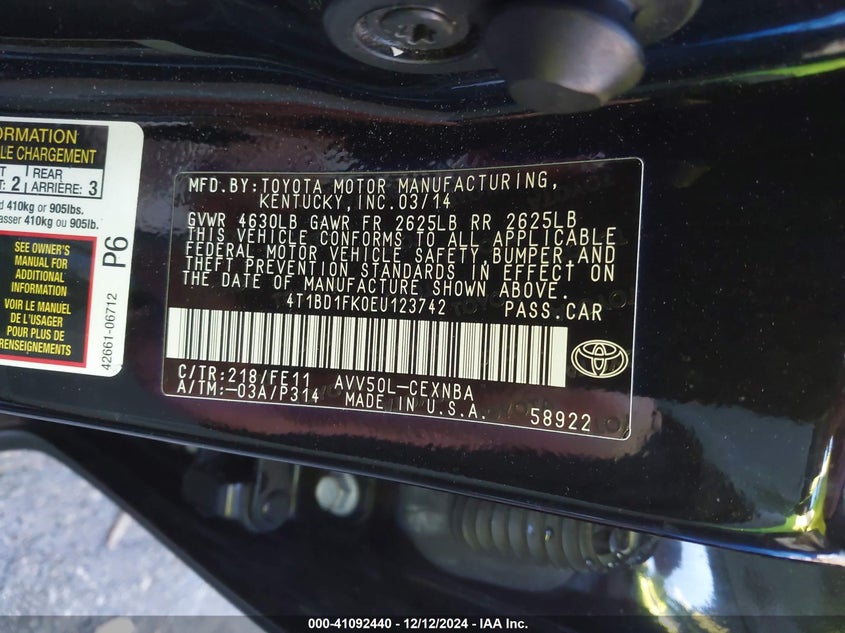 ORMATION
LE CHARGEMENT
2
REAR
ARRIÈRE: 3
d 410kg or 905lbs.
asser 410 kg ou 905lb.
SEE OWNER'S
MANUAL FOR
ADDITIONAL
INFORMATION
VOIR LE MANUEL
DE L'USAGER
POUR PLUS DE
RENSEIGNEMENTS
P6
42661-06712
MFD. BY: TOYOTA MOTOR MANUFACTURING,
KENTUCKY, INC. 03/14
GVWR 4630LB GAWR FR 2625LB RR 2625LB
THIS VEHICLE CONFORMS TO ALL APPLICABLE
FEDERAL MOTOR VEHICLE SAFETY, BUMPER, AND
THEFT PREVENTION STANDARDS IN EFFECT ON
THE DATE OF MANUFACTURE SHOWN ABOVE.
4T1BD1FK0EU123742 PASS. CAR
C/TR: 218/FE11 AVV50L-CEXNBA
A/TM: -03A/P314 MADE IN U.S.A. 58922
000-41092440 - 12/12/2024 - IAA Inc.